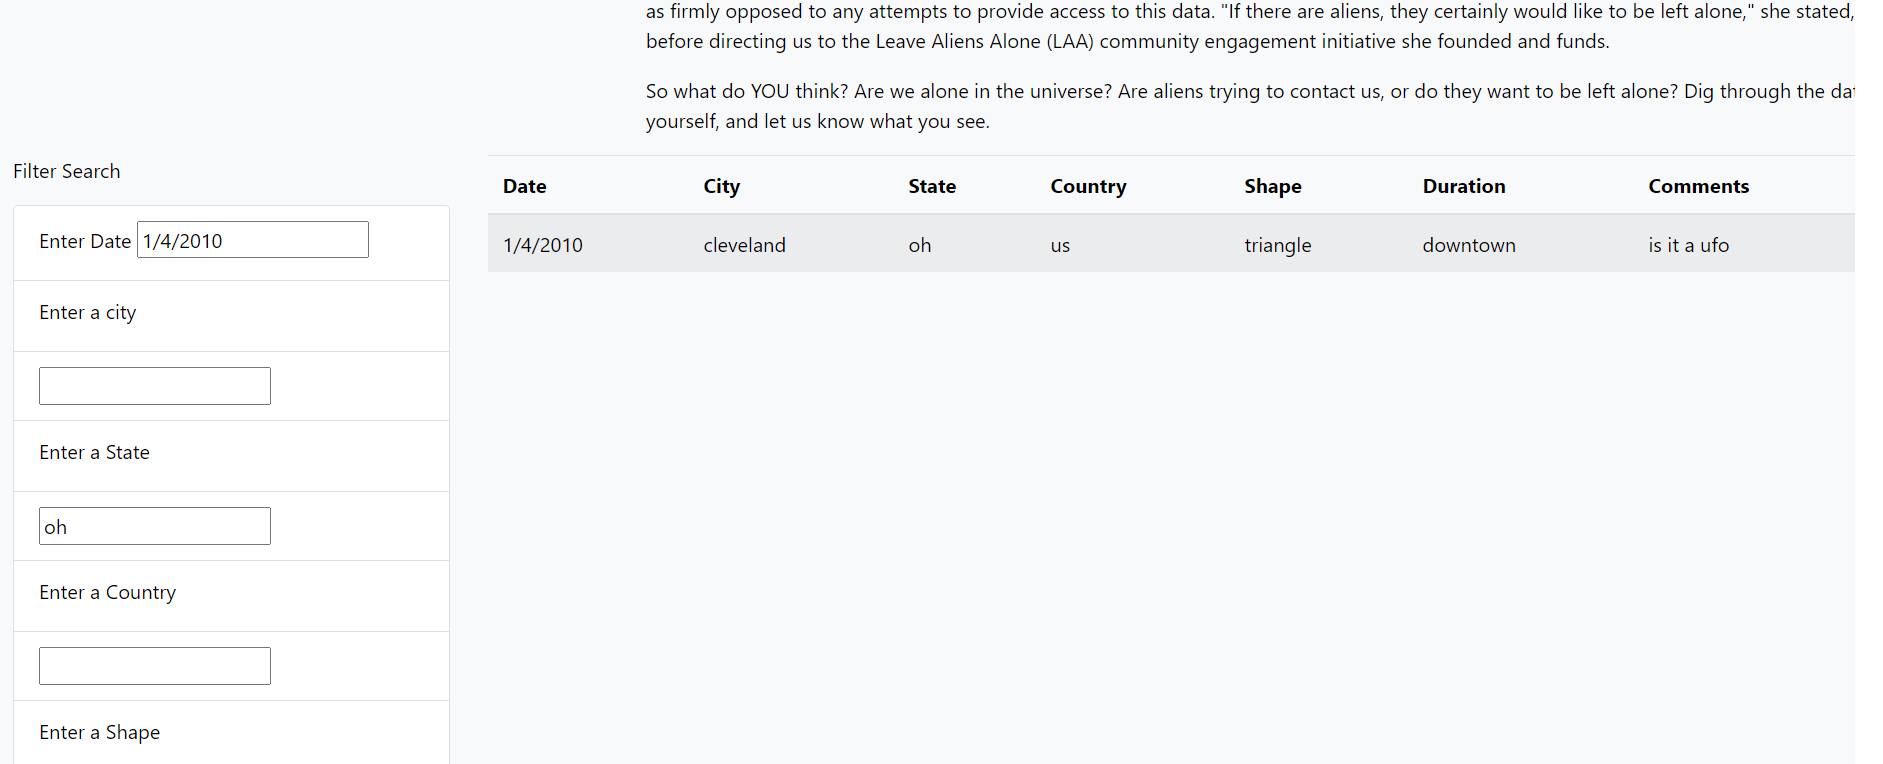 as firmly opposed to any attempts to provide access to this data. "If there are aliens, they certainly would like to be left alone," she stated,
before directing us to the Leave Aliens Alone (LAA) community engagement initiative she founded and funds.
So what do YOU think? Are we alone in the universe? Are aliens trying to contact us, or do they want to be left alone? Dig through the
yourself, and let us know what you see.
Filter Search
Date City State Country Shape Duration Comments
Enter Date 1/4/2010
1/4/2010 cleveland oh us triangle downtown is it a ufo
Enter a city
Enter a State
oh
Enter a Country
Enter a Shape